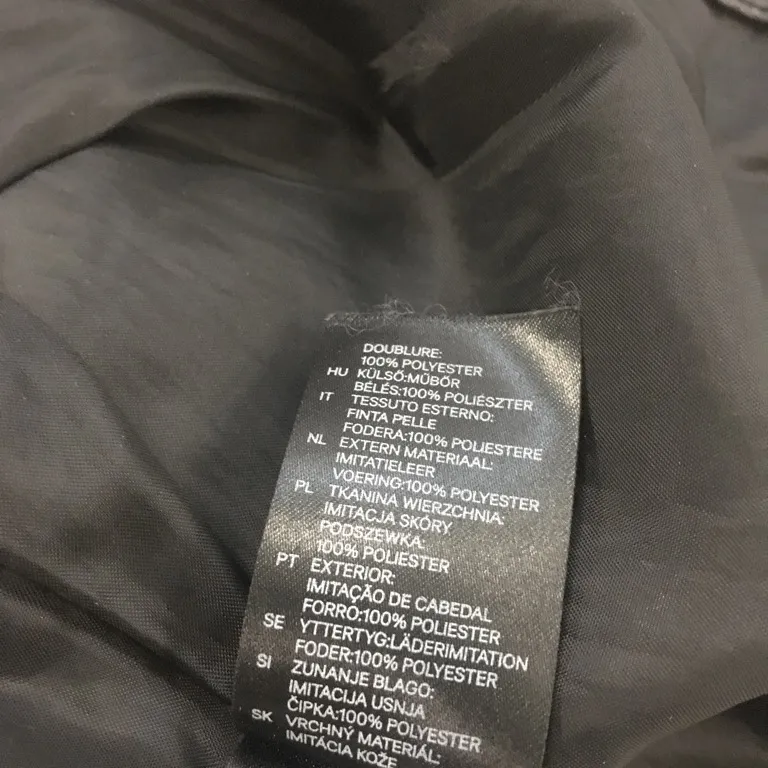 DOUBLURE:
100% POLYESTER
HU KÜLSŐ:MŰBŐR
BÉLÉS:100% POLIÉSZTER
IT TESSUTO ESTERNO:
FINTA PELLE
FODERA:100% POLIESTERE
NL EXTERN MATERIAAL:
IMITATIELEER
VOERING:100% POLYESTER
PL TKANINA WIERZCHNIA:
IMITACJA SKÓRY
PODSZEWKA:
100% POLIESTER
PT EXTERIOR:
IMITAÇÃO DE CABEDAL
FORRO:100% POLIESTER
SE YTTERTYG:LÄDERIMITATION
FODER:100% POLYESTER
SI ZUNANJE BLAGO:
IMITACIJA USNJA
ČIPKA:100% POLYESTER
SK VRCHNÝ MATERIÁL:
IMITÁCIA KOŽE